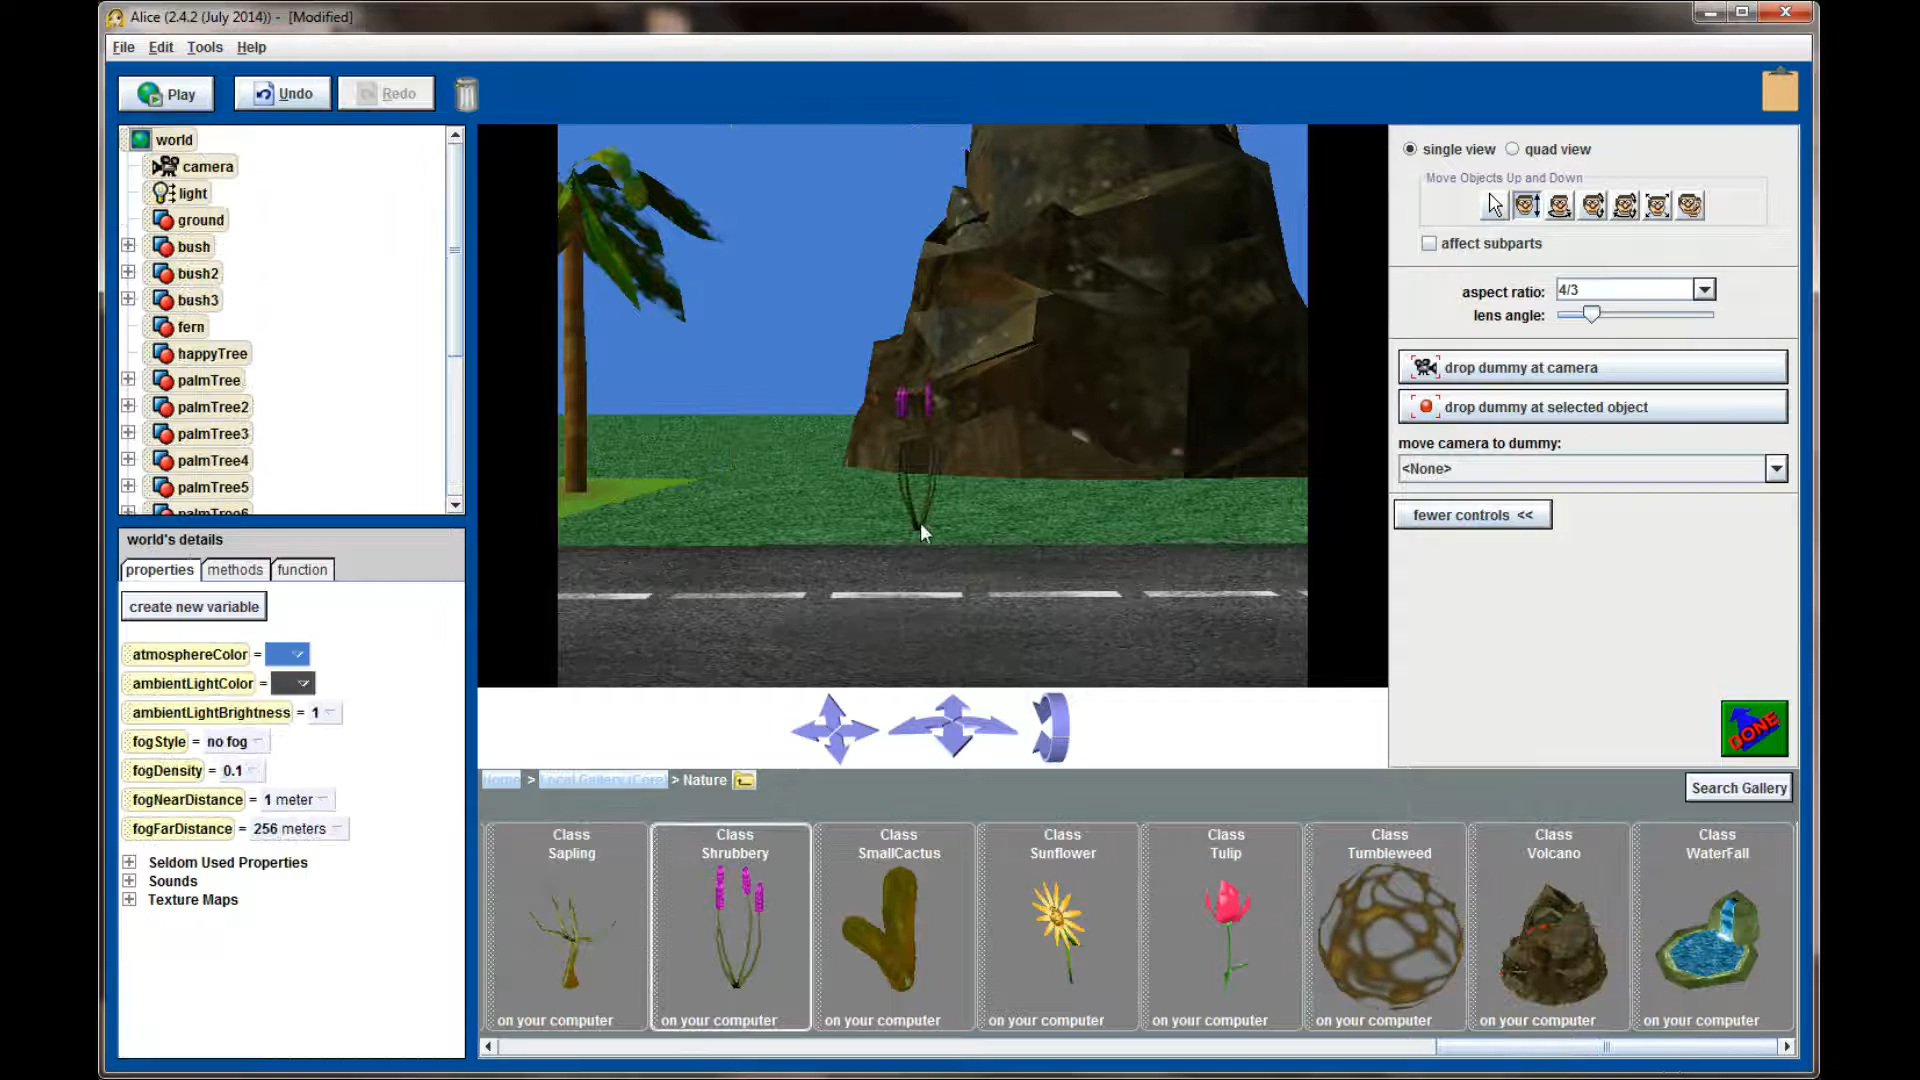 Alice (2.4.2 (July 2014)) - [Modified]
File Edit Tools Help
Play Undo Redo
world
camera
light
ground
bush
bush2
bush3
fern
happyTree
palmTree
palmTree2
palmTree3
palmTree4
palmTree5
palmTree6
world's details
properties methods function
create new variable
atmosphereColor =
ambientLightColor =
ambientLightBrightness = 1
fogStyle = no fog
fogDensity = 0.1
fogNearDistance = 1 meter
fogFarDistance = 256 meters
Seldom Used Properties
Sounds
Texture Maps
single view quad view
Move Objects Up and Down
affect subparts
aspect ratio: 4/3
lens angle:
drop dummy at camera
drop dummy at selected object
move camera to dummy:
<None>
fewer controls <<
DONE
Home > Local Gallery (Core) > Nature
Search Gallery
Class Sapling
on your computer
Class Shrubbery
on your computer
Class SmallCactus
on your computer
Class Sunflower
on your computer
Class Tulip
on your computer
Class Tumbleweed
on your computer
Class Volcano
on your computer
Class WaterFall
on your computer